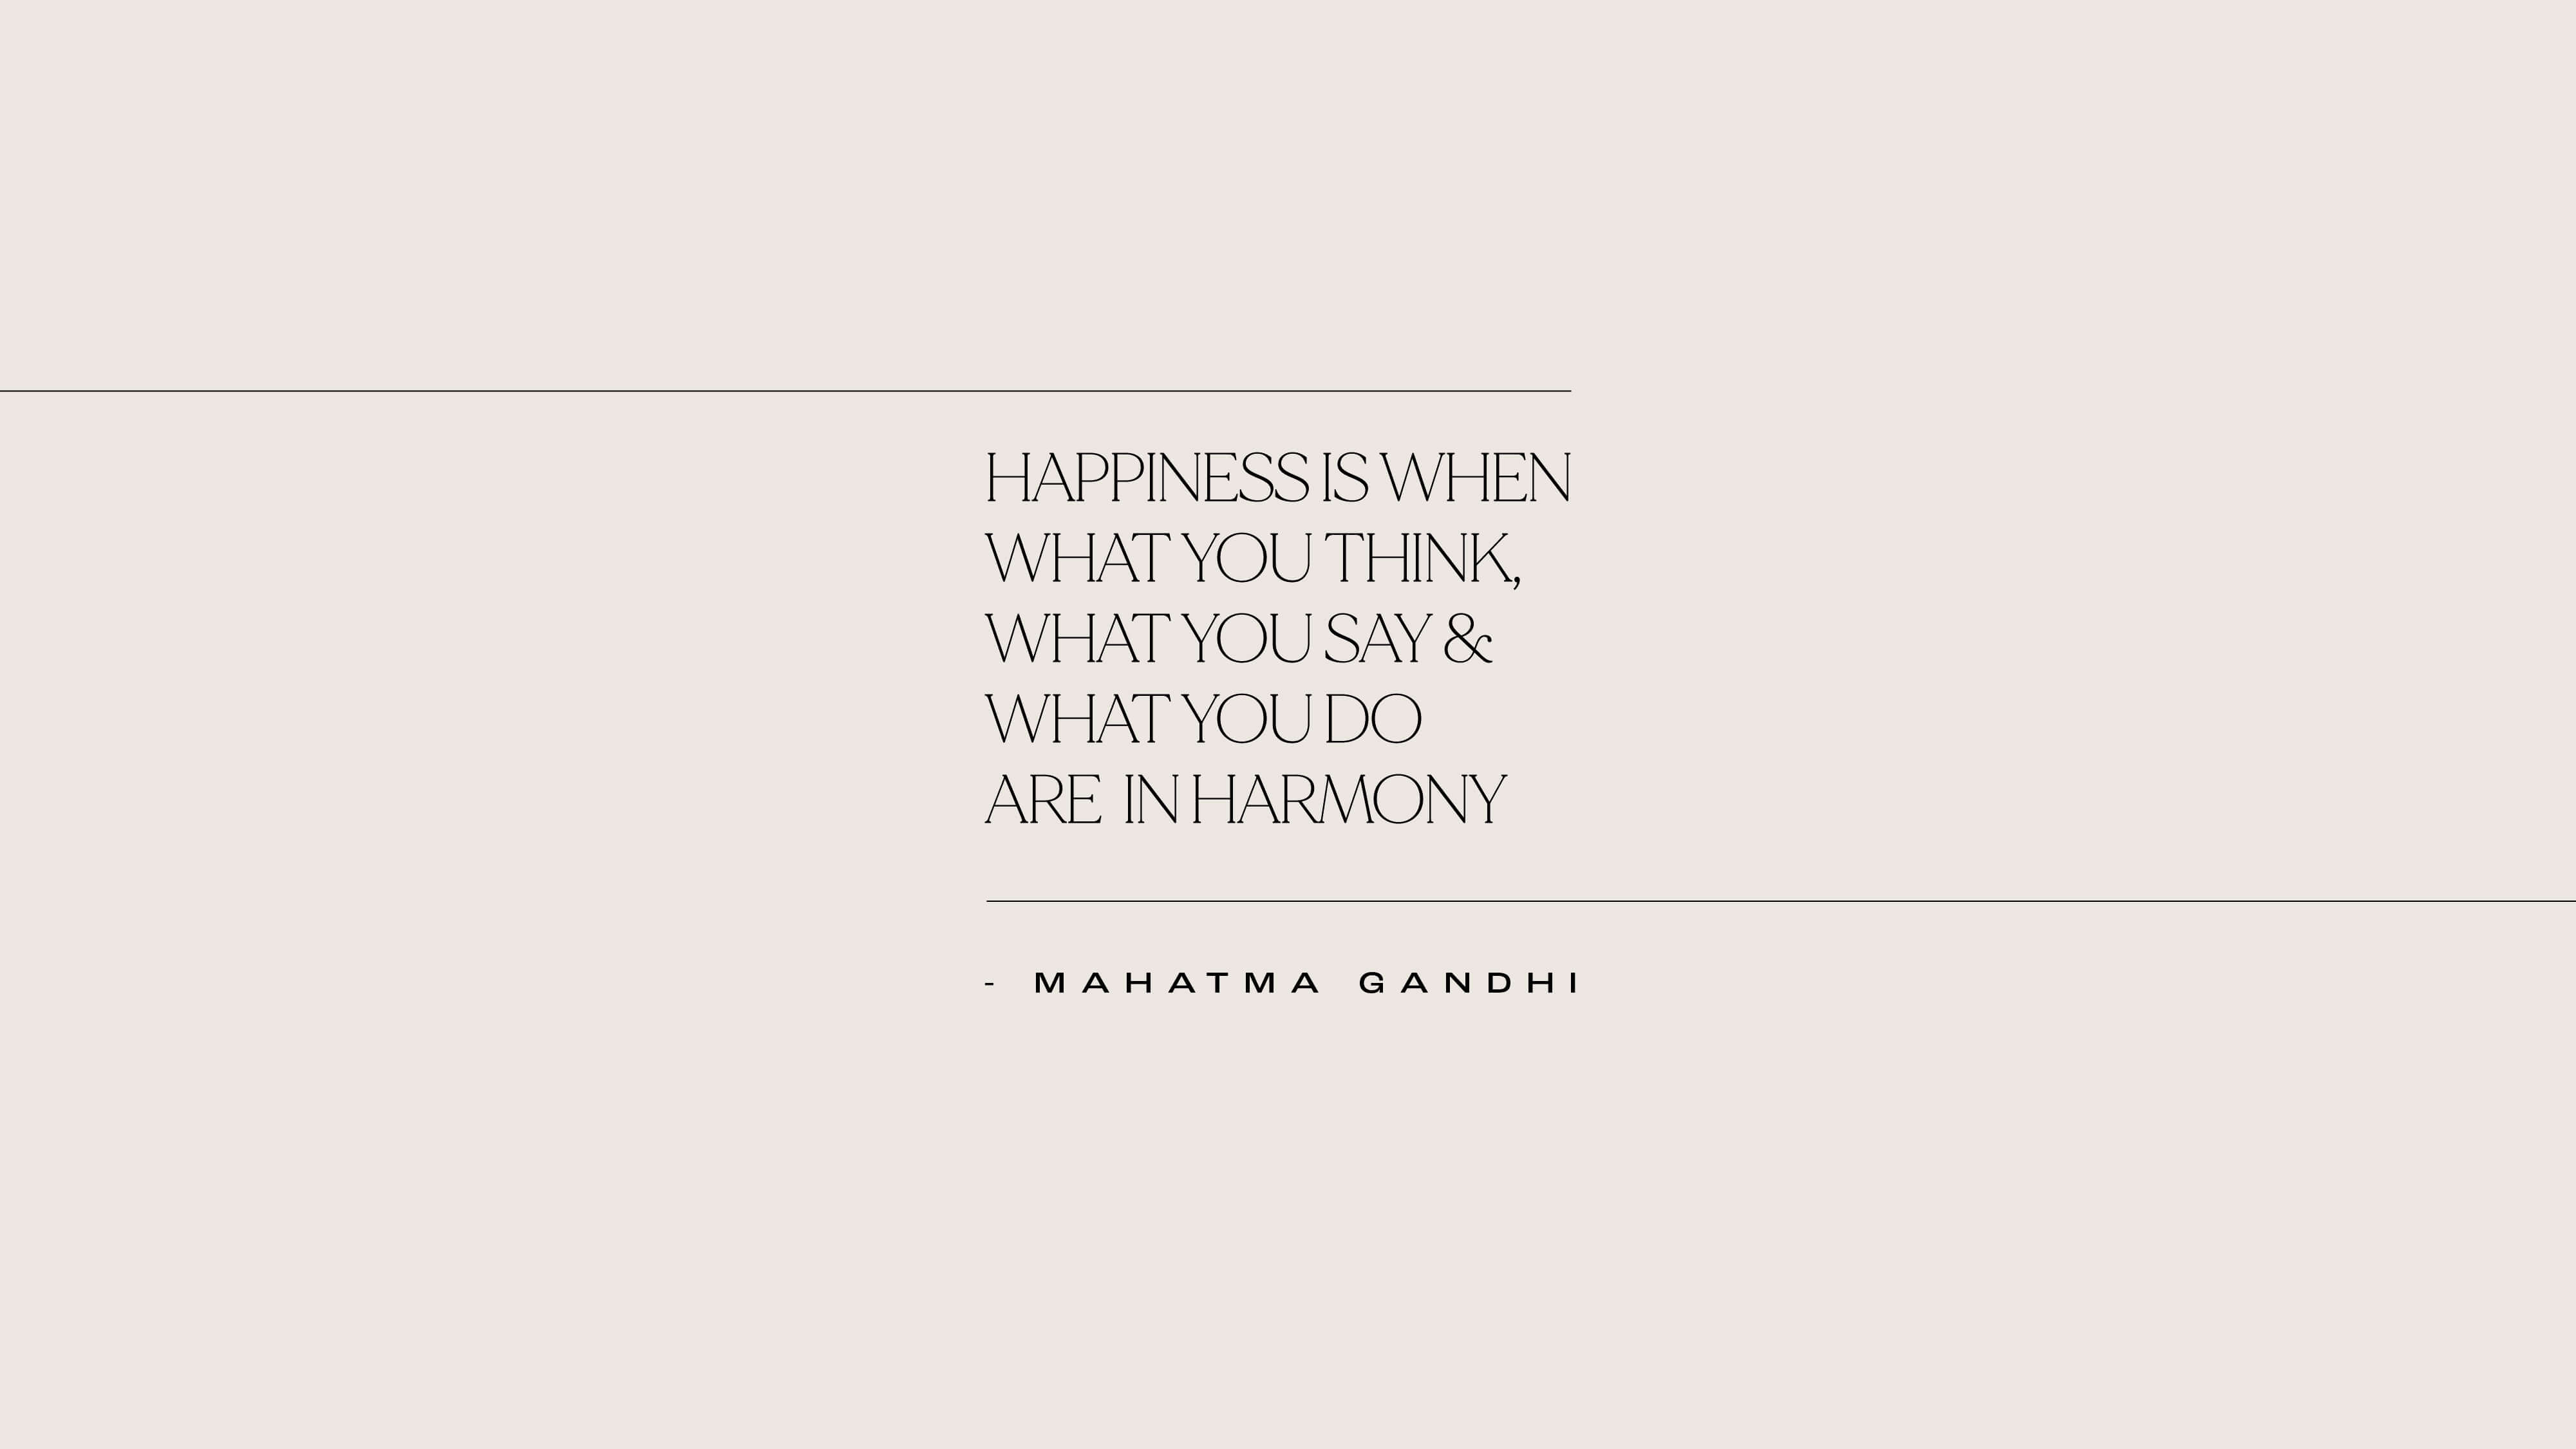 HAPPINESS IS WHEN
WHAT YOU THINK,
WHAT YOU SAY &
WHAT YOU DO
ARE IN HARMONY
- MAHATMA GANDHI